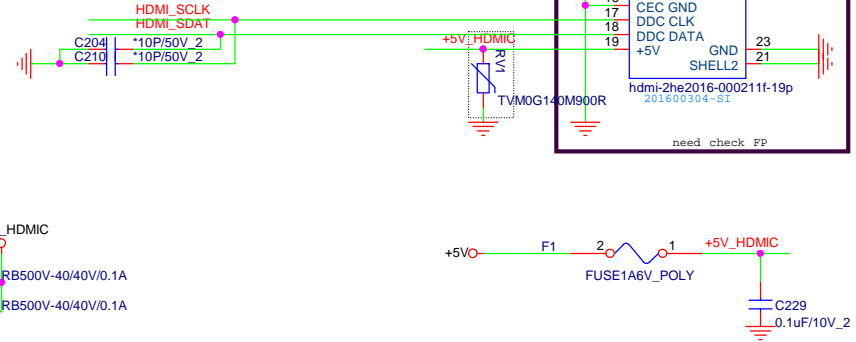 HDMI_SCLK
HDMI_SDAT
C204
*10P/50V_2
C210
*10P/50V_2
+5V_HDMIC
RV1
TVM0G140M900R
CEC GND
17
DDC CLK
18
DDC DATA
19
+5V
GND
23
SHELL2
21
hdmi-2he2016-000211f-19p
201600304-SI
need check FP
_HDMIC
RB500V-40/40V/0.1A
RB500V-40/40V/0.1A
+5V
F1
2
1
+5V_HDMIC
FUSE1A6V_POLY
C229
0.1uF/10V_2